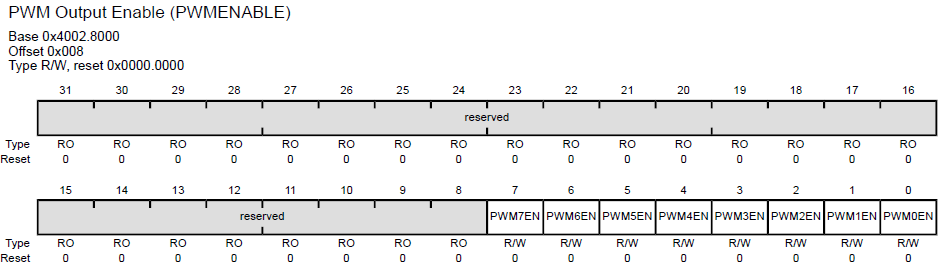 PWM Output Enable (PWMENABLE)
Base 0x4002.8000
Offset 0x008
Type R/W, reset 0x0000.0000
31 30 29 28 27 26 25 24 23 22 21 20 19 18 17 16
reserved
Type RO RO RO RO RO RO RO RO RO RO RO RO RO RO RO RO
Reset 0 0 0 0 0 0 0 0 0 0 0 0 0 0 0 0
15 14 13 12 11 10 9 8 7 6 5 4 3 2 1 0
reserved PWM7EN PWM6EN PWM5EN PWM4EN PWM3EN PWM2EN PWM1EN PWM0EN
Type RO RO RO RO RO RO RO RO R/W R/W R/W R/W R/W R/W R/W R/W
Reset 0 0 0 0 0 0 0 0 0 0 0 0 0 0 0 0